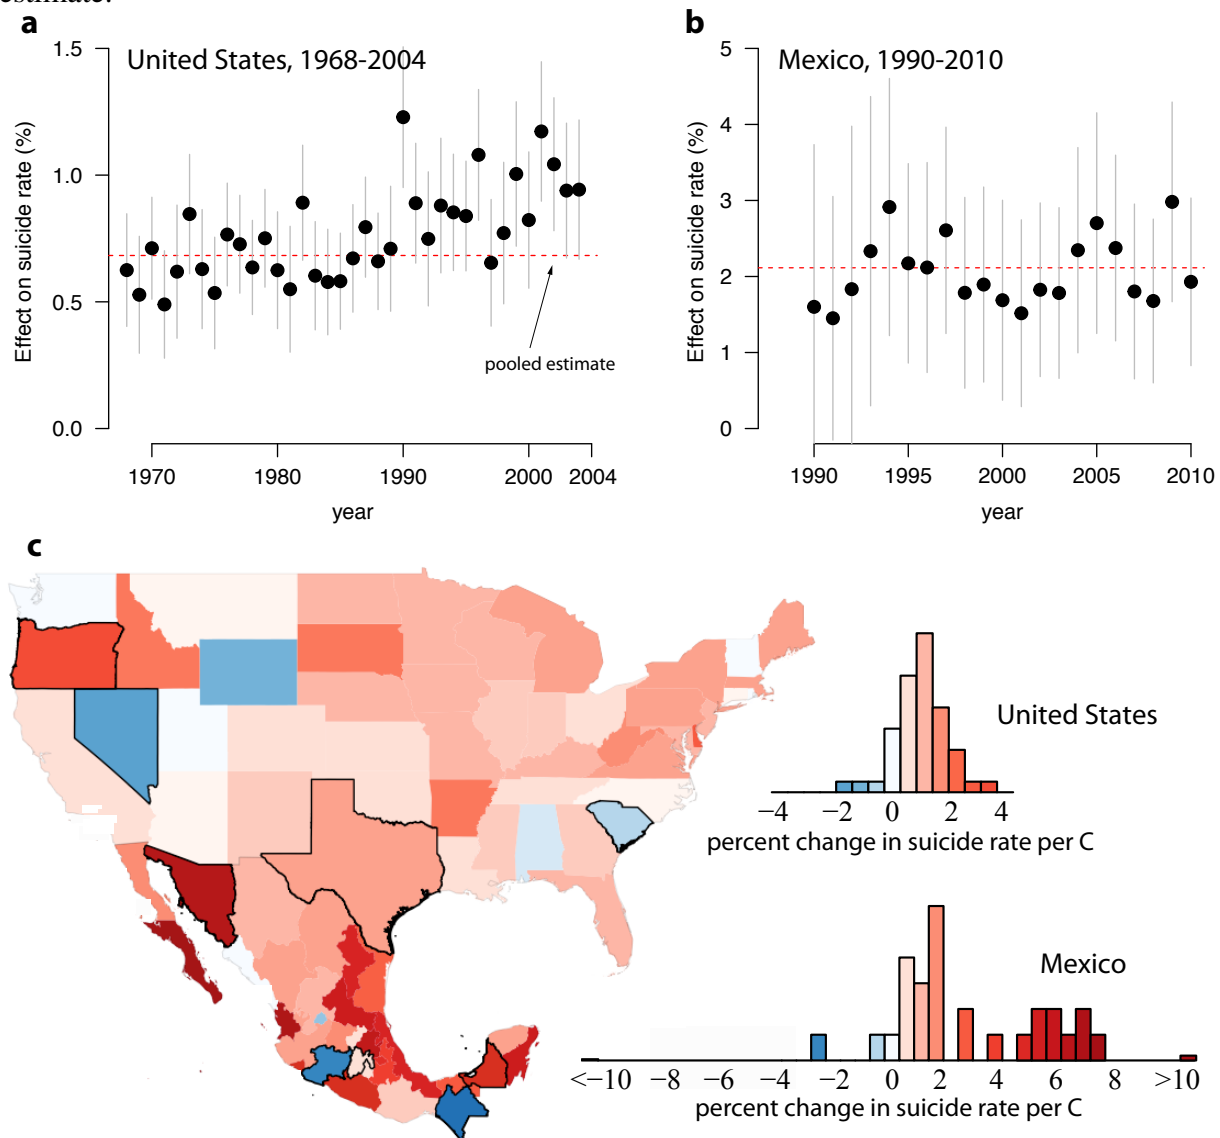 estimate.
a
b
United States, 1968-2004
Mexico, 1990-2010
Effect on suicide rate (%)
1.5
1.0
0.5
0.0
pooled estimate
1970 1980 1990 2000 2004
year
Effect on suicide rate (%)
5
4
3
2
1
0
1990 1995 2000 2005 2010
year
c
United States
−4 −2 0 2 4
percent change in suicide rate per C
Mexico
<−10 −8 −6 −4 −2 0 2 4 6 8 >10
percent change in suicide rate per C